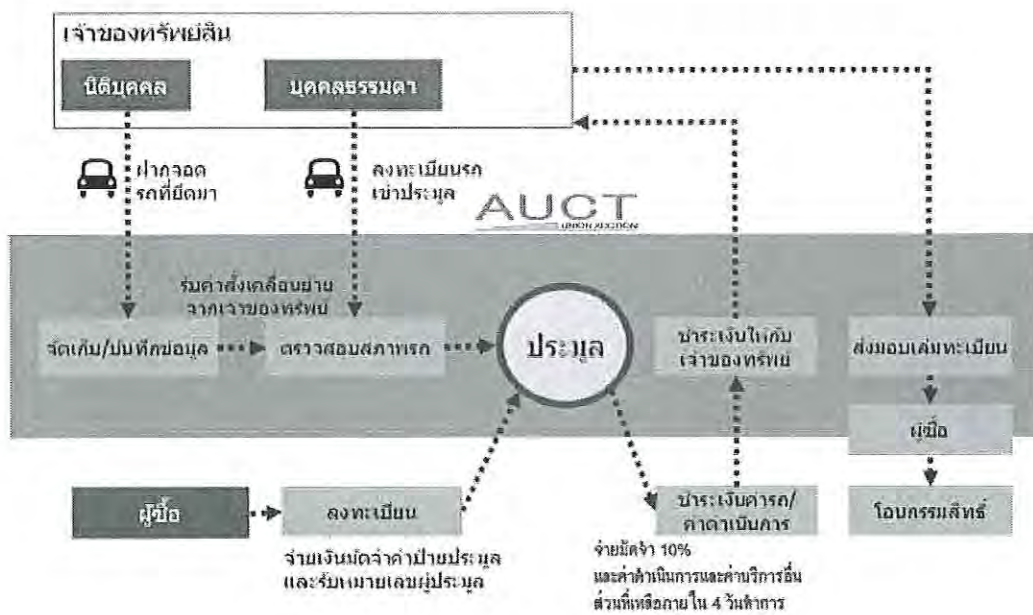 เจ้าของทรัพย์สิน
นิติบุคคล
บุคคลธรรมดา
ฝากจอด
รถที่ยึดมา
ลงทะเบียนรถ
เข้าประมูล
AUCT
UNION AUCTION
รับคำสั่งเคลื่อนย้าย
จากเจ้าของทรัพย์
จัดเก็บ/บันทึกข้อมูล
ตรวจสอบสภาพรถ
ประมูล
ชำระเงินให้กับ
เจ้าของทรัพย์
ส่งมอบเล่มทะเบียน
ผู้ซื้อ
ผู้ซื้อ
ลงทะเบียน
ชำระเงินค่ารถ/
ค่าดำเนินการ
โอนกรรมสิทธิ์
จ่ายเงินมัดจำค่าป้ายประมูล
และรับหมายเลขผู้ประมูล
จ่ายมัดจำ 10%
และค่าดำเนินการและค่าบริการอื่น
ส่วนที่เหลือภายใน 4 วันทำการ